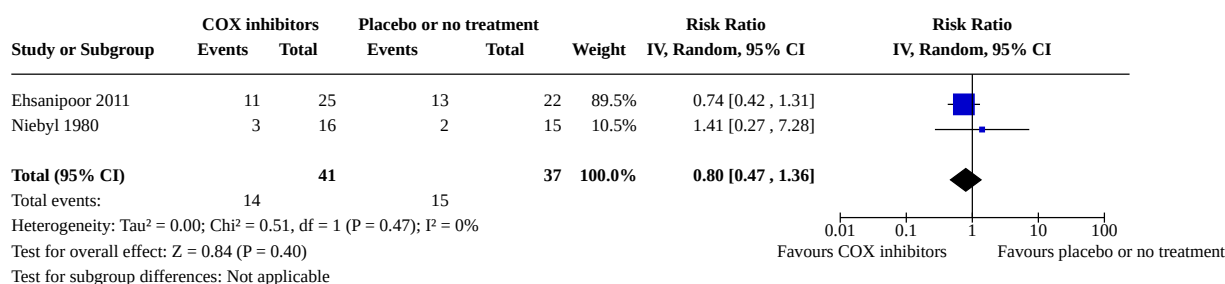 COX inhibitors Placebo or no treatment Risk Ratio Risk Ratio
Study or Subgroup Events Total Events Total Weight IV, Random, 95% CI IV, Random, 95% CI
Ehsanipoor 2011 11 25 13 22 89.5% 0.74 [0.42 , 1.31]
Niebyl 1980 3 16 2 15 10.5% 1.41 [0.27 , 7.28]
Total (95% CI) 41 37 100.0% 0.80 [0.47 , 1.36]
Total events: 14 15
Heterogeneity: Tau² = 0.00; Chi² = 0.51, df = 1 (P = 0.47); I² = 0%
0.01 0.1 1 10 100
Test for overall effect: Z = 0.84 (P = 0.40) Favours COX inhibitors Favours placebo or no treatment
Test for subgroup differences: Not applicable